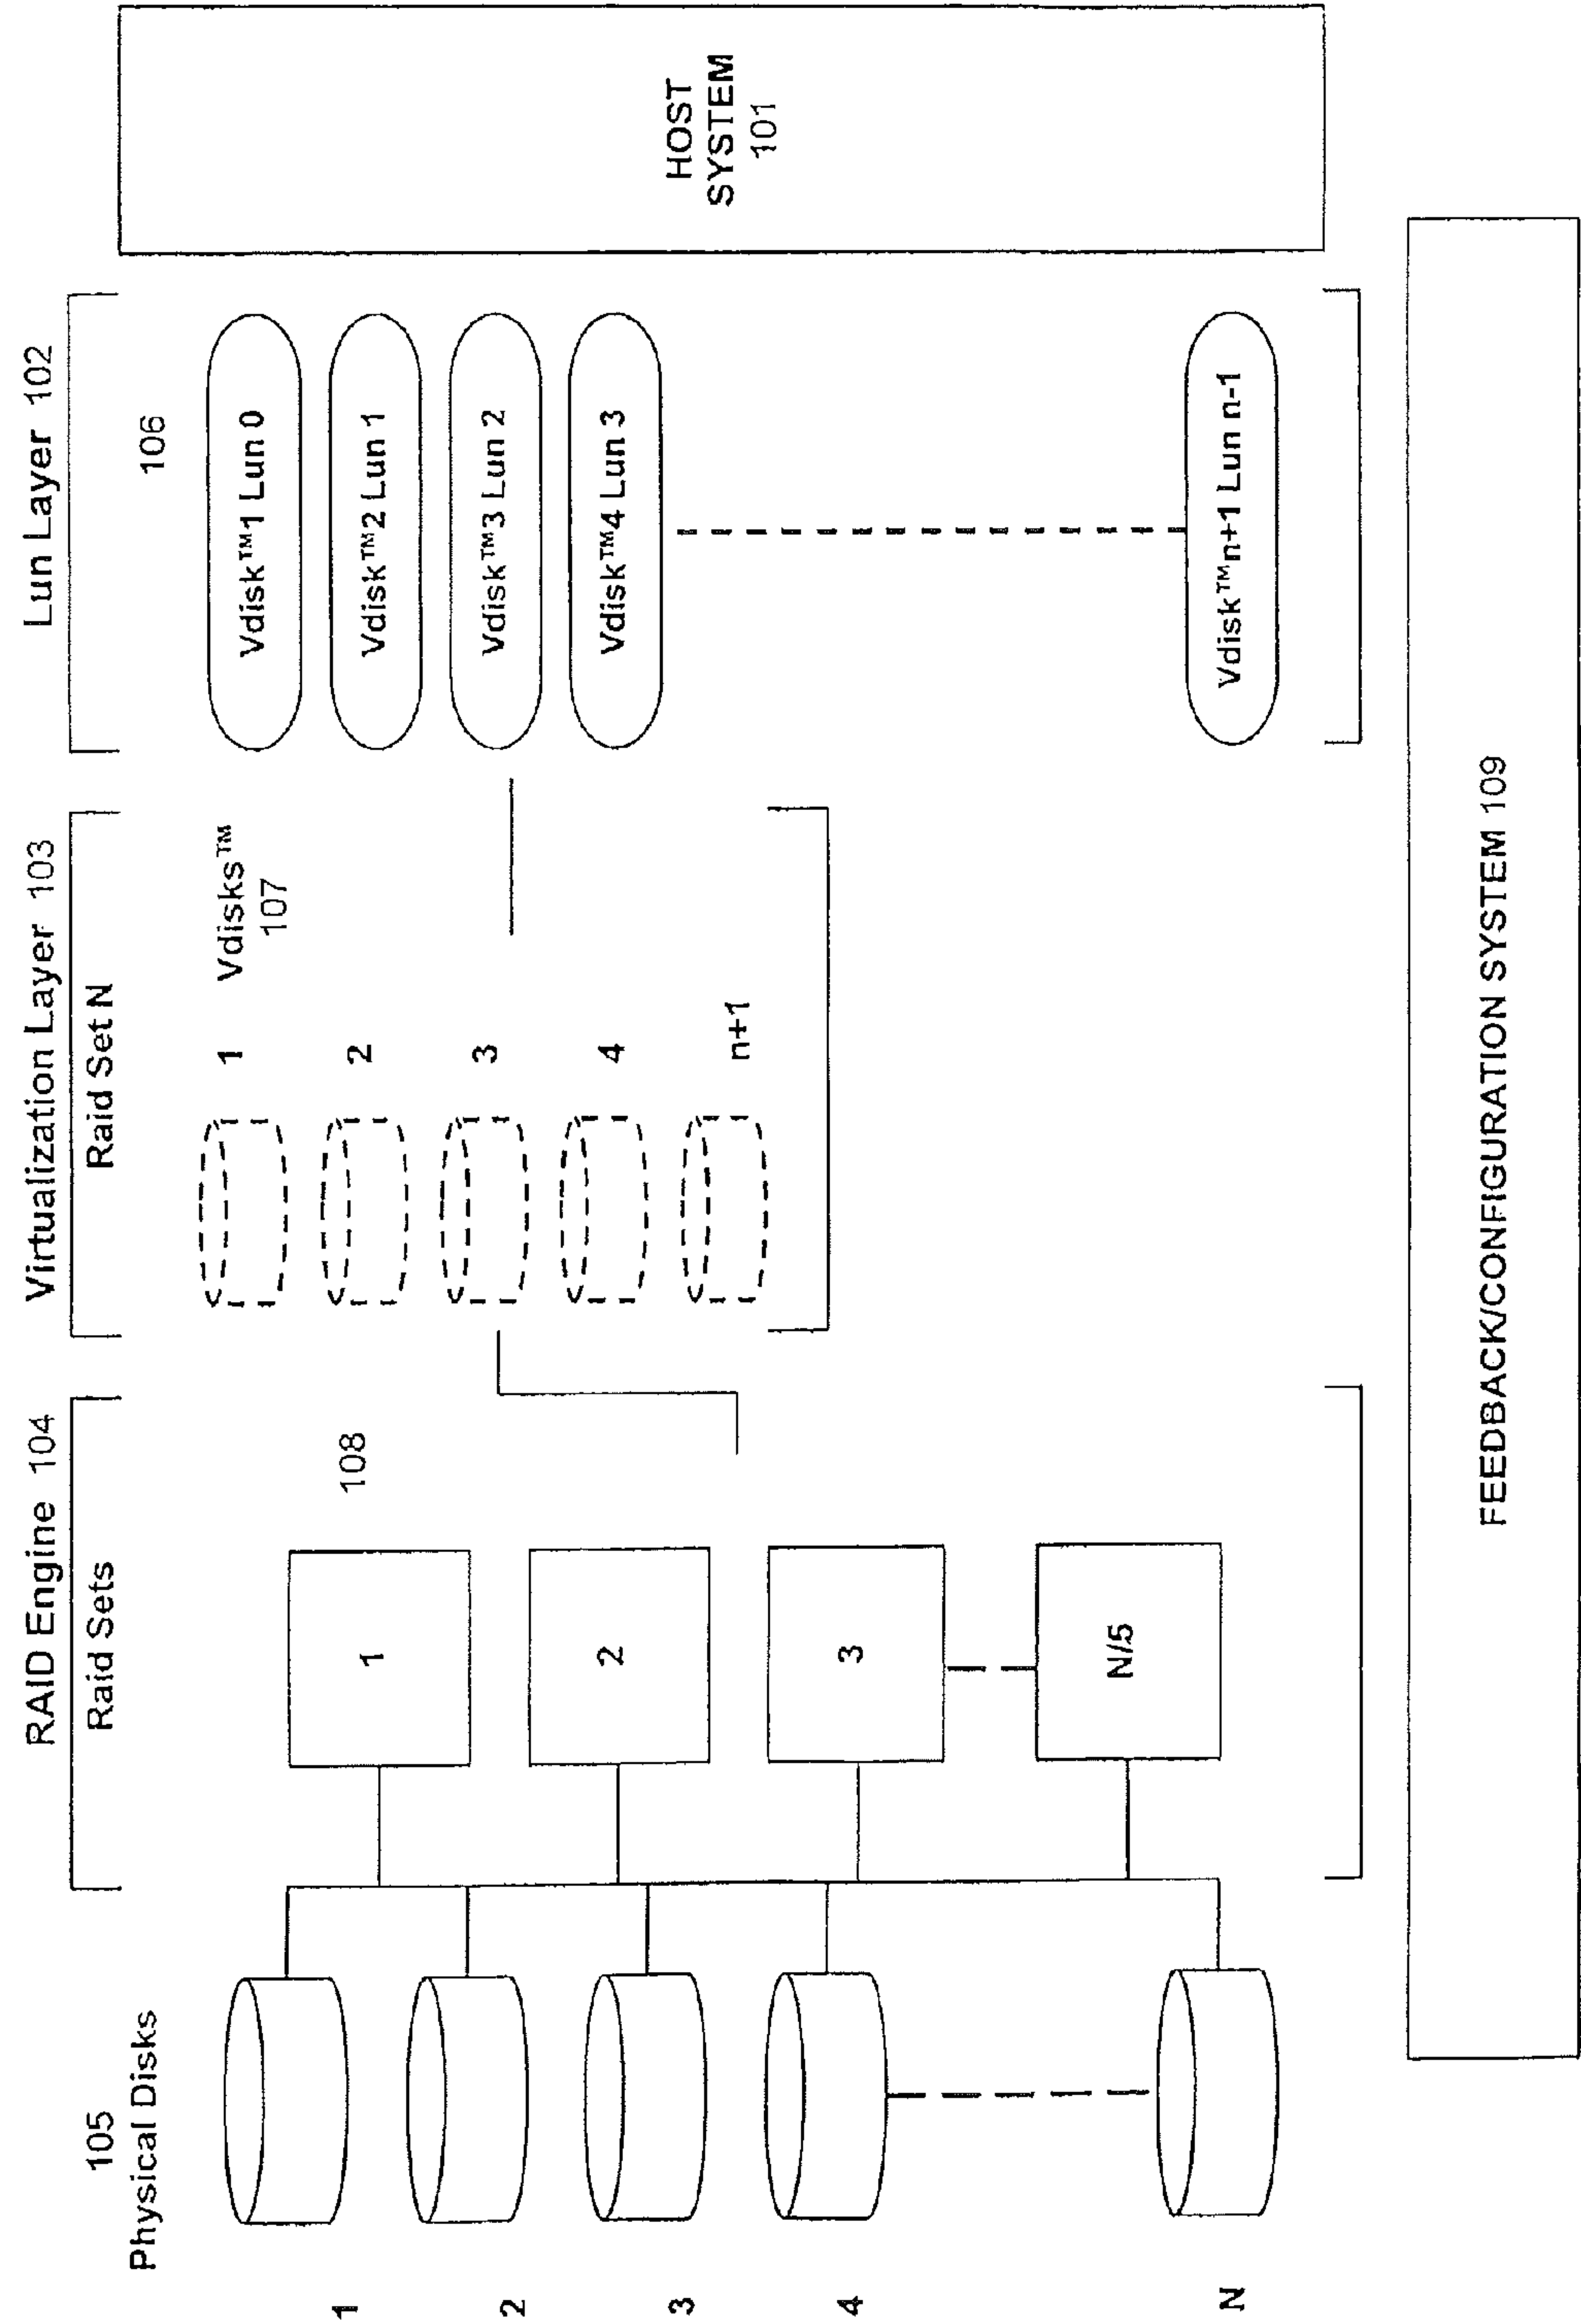 105
Physical Disks
1
2
3
4
N
RAID Engine 104
Raid Sets
108
1
2
3
N/5
Virtualization Layer 103
Raid Set N
Vdisks™
107
1
2
3
4
n+1
Lun Layer 102
106
Vdisk™1 Lun 0
Vdisk™2 Lun 1
Vdisk™3 Lun 2
Vdisk™4 Lun 3
Vdisk™n+1 Lun n-1
HOST
SYSTEM
101
FEEDBACK/CONFIGURATION SYSTEM 109